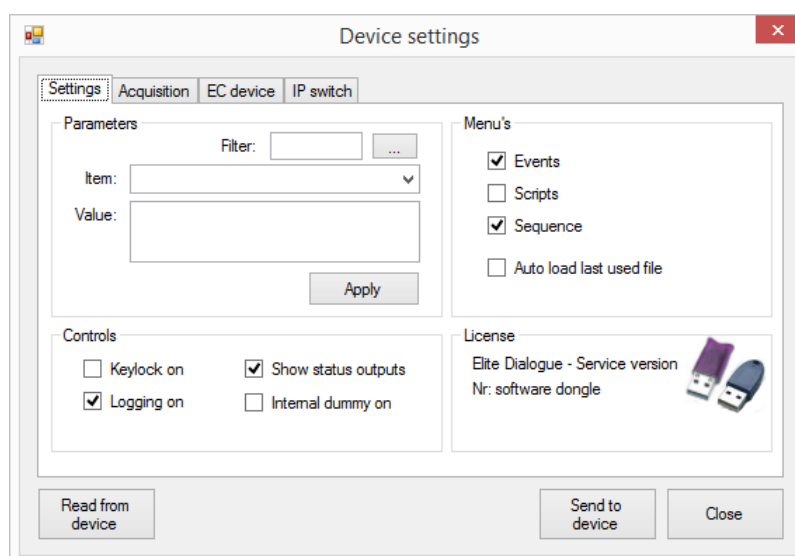 Device settings
Settings
Acquisition
EC device
IP switch
Parameters
Filter:
...
Item:
Value:
Apply
Menu's
Events
Scripts
Sequence
Auto load last used file
Controls
Keylock on
Show status outputs
Logging on
Internal dummy on
License
Elite Dialogue - Service version
Nr: software dongle
Read from
device
Send to
device
Close